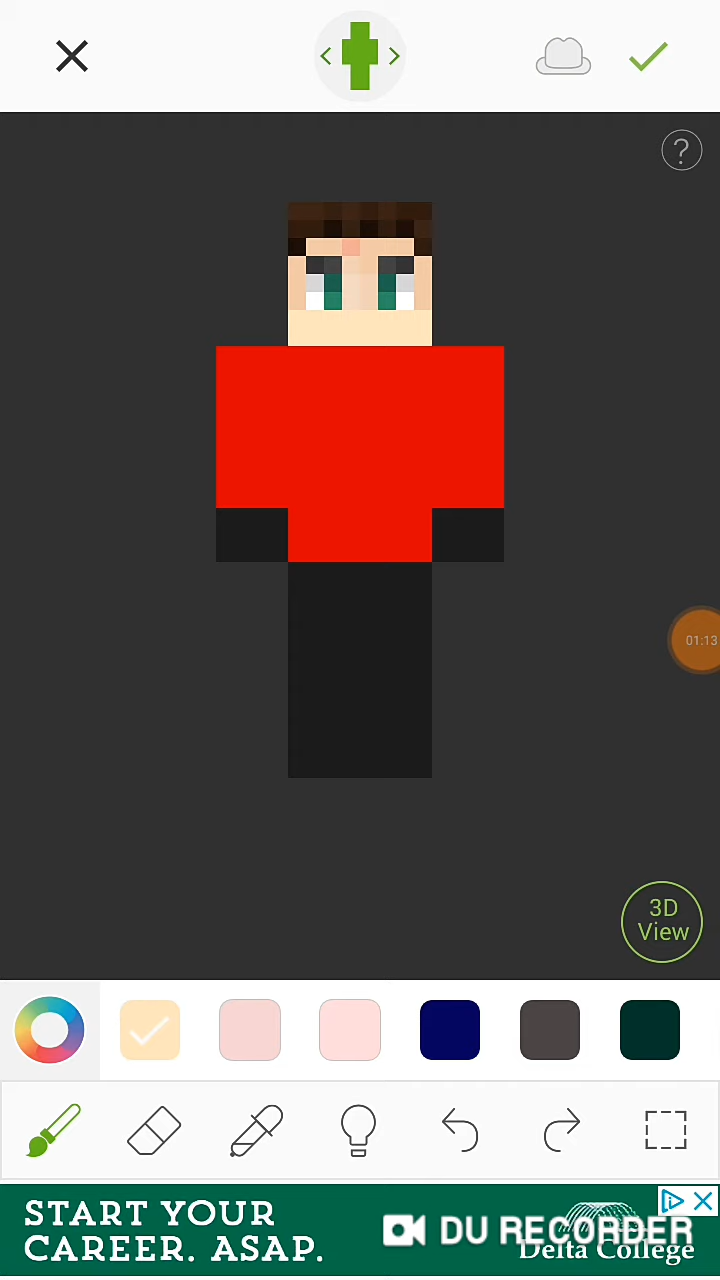 ?
01:13
3D
View
START YOUR
CAREER. ASAP.
DU RECORDER
Delta College